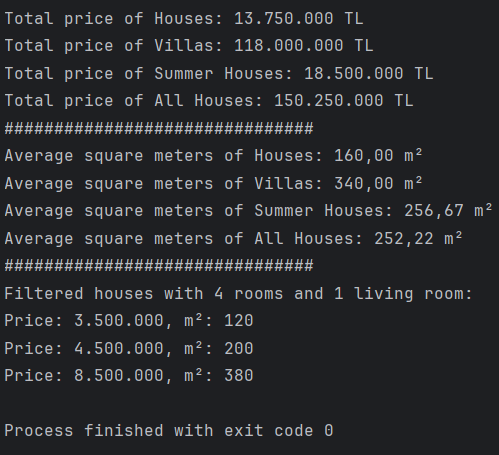 Total price of Houses: 13.750.000 TL
Total price of Villas: 118.000.000 TL
Total price of Summer Houses: 18.500.000 TL
Total price of All Houses: 150.250.000 TL
###############################
Average square meters of Houses: 160,00 m²
Average square meters of Villas: 340,00 m²
Average square meters of Summer Houses: 256,67 m²
Average square meters of All Houses: 252,22 m²
###############################
Filtered houses with 4 rooms and 1 living room:
Price: 3.500.000, m²: 120
Price: 4.500.000, m²: 200
Price: 8.500.000, m²: 380
Process finished with exit code 0